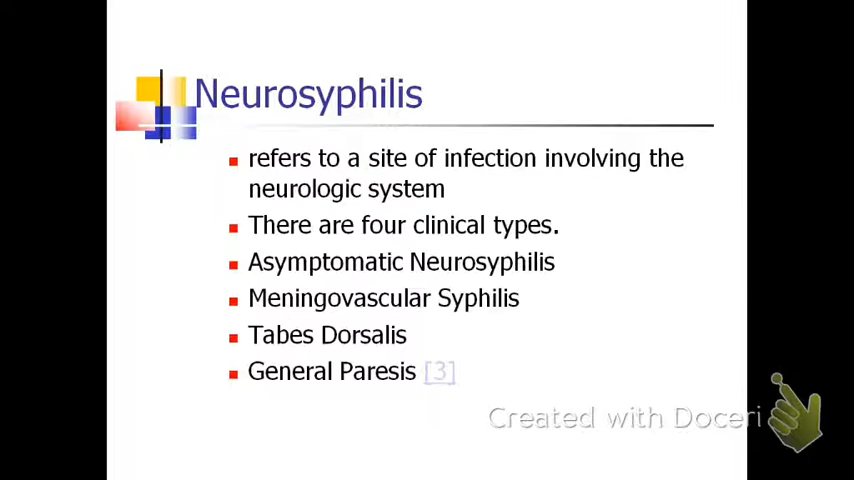 Neurosyphilis
refers to a site of infection involving the
neurologic system
There are four clinical types.
Asymptomatic Neurosyphilis
Meningovascular Syphilis
Tabes Dorsalis
General Paresis [3]
Created with Doceri